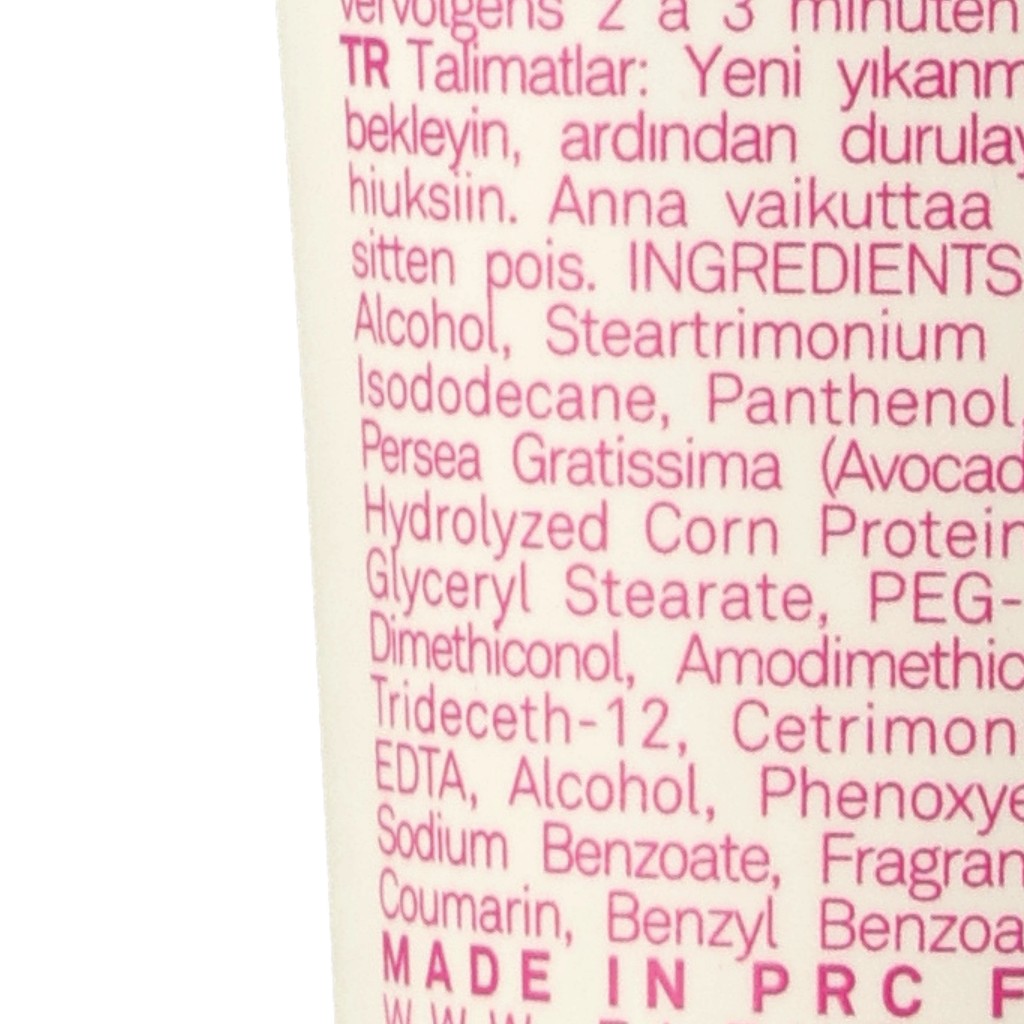 vervolgens 2 à 3 minuten
TR Talimatlar: Yeni yıkanm
bekleyin, ardından durulay
hiuksiin. Anna vaikuttaa
sitten pois. INGREDIENTS
Alcohol, Steartrimonium
Isododecane, Panthenol,
Persea Gratissima (Avocad
Hydrolyzed Corn Protein
Glyceryl Stearate, PEG-
Dimethiconol, Amodimethic
Trideceth-12, Cetrimon
EDTA, Alcohol, Phenoxye
Sodium Benzoate, Fragran
Coumarin, Benzyl Benzoa
MADE IN PRC F